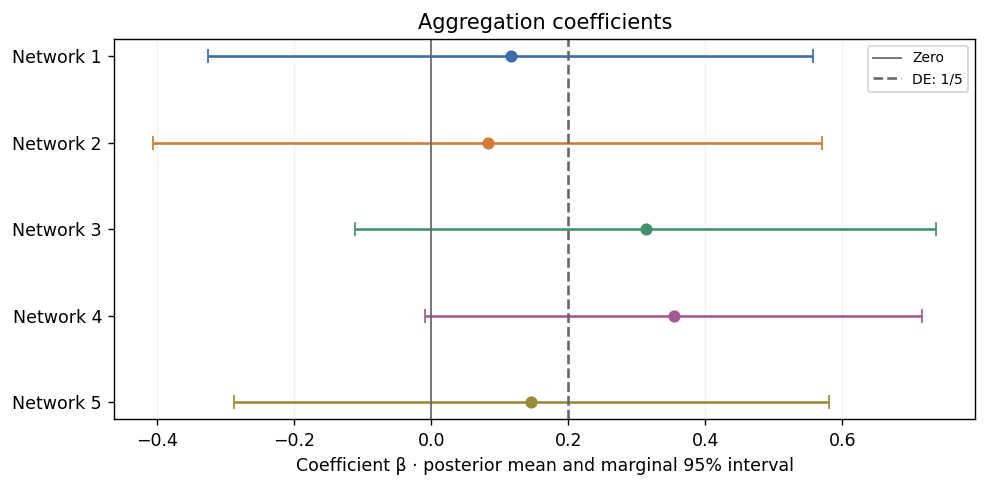 Aggregation coefficients
Network 1
Network 2
Network 3
Network 4
Network 5
Zero
DE: 1/5
−0.4 −0.2 0.0 0.2 0.4 0.6
Coefficient β · posterior mean and marginal 95% interval